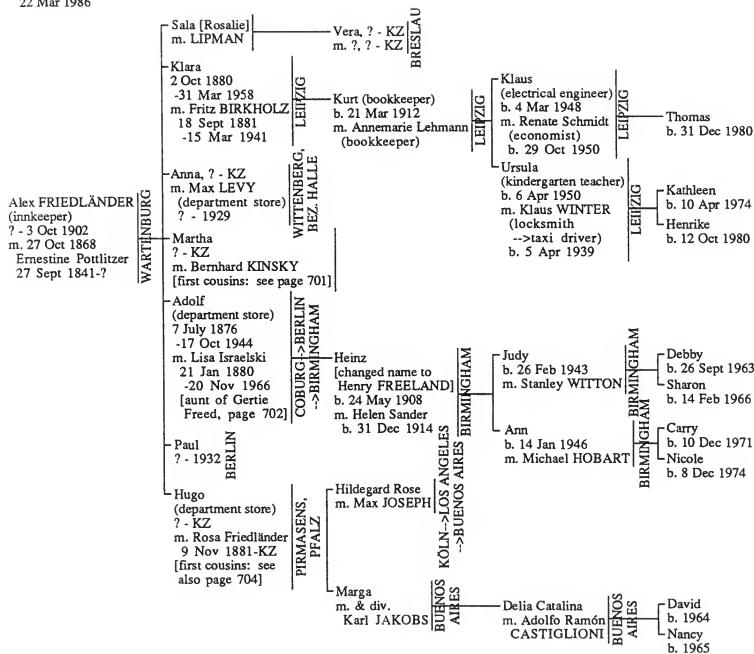 22 Mar 1986
Sala [Rosalie]
m. LIPMAN
Vera, ? - KZ
m. ?, ? - KZ
BRESLAU
Klara
2 Oct 1880
-31 Mar 1958
m. Fritz BIRKHOLZ
18 Sept 1881
-15 Mar 1941
LEIPZIG
Kurt (bookkeeper)
b. 21 Mar 1912
m. Annemarie Lehmann
(bookkeeper)
LEIPZIG
Klaus
(electrical engineer)
b. 4 Mar 1948
m. Renate Schmidt
(economist)
b. 29 Oct 1950
LEIPZIG
Thomas
b. 31 Dec 1980
Ursula
(kindergarten teacher)
b. 6 Apr 1950
m. Klaus WINTER
(locksmith
-->taxi driver)
b. 5 Apr 1939
LEIPZIG
Kathleen
b. 10 Apr 1974
Henrike
b. 12 Oct 1980
Anna, ? - KZ
m. Max LEVY
(department store)
? - 1929
WITTENBERG,
BEZ. HALLE
Alex FRIEDLÄNDER
(innkeeper)
? - 3 Oct 1902
m. 27 Oct 1868
Ernestine Pottlitzer
27 Sept 1841-?
WARTENBURG
Martha
? - KZ
m. Bernhard KINSKY
[first cousins: see page 701]
Adolf
(department store)
7 July 1876
-17 Oct 1944
m. Lisa Israelski
21 Jan 1880
-20 Nov 1966
[aunt of Gertie
Freed, page 702]
COBURG-->BERLIN
-->BIRMINGHAM
Heinz
[changed name to
Henry FREELAND]
b. 24 May 1908
m. Helen Sander
b. 31 Dec 1914
BIRMINGHAM
Judy
b. 26 Feb 1943
m. Stanley WITTON
BIRMINGHAM
Debby
b. 26 Sept 1963
Sharon
b. 14 Feb 1966
Ann
b. 14 Jan 1946
m. Michael HOBART
BIRMINGHAM
Carry
b. 10 Dec 1971
Nicole
b. 8 Dec 1974
Paul
? - 1932
BERLIN
Hugo
(department store)
? - KZ
m. Rosa Friedländer
9 Nov 1881-KZ
[first cousins: see
also page 704]
PIRMASENS,
PFALZ
Hildegard Rose
m. Max JOSEPH
KÖLN-->LOS ANGELES
-->BUENOS AIRES
Marga
m. & div.
Karl JAKOBS
BUENOS
AIRES
Delia Catalina
m. Adolfo Ramón
CASTIGLIONI
BUENOS
AIRES
David
b. 1964
Nancy
b. 1965